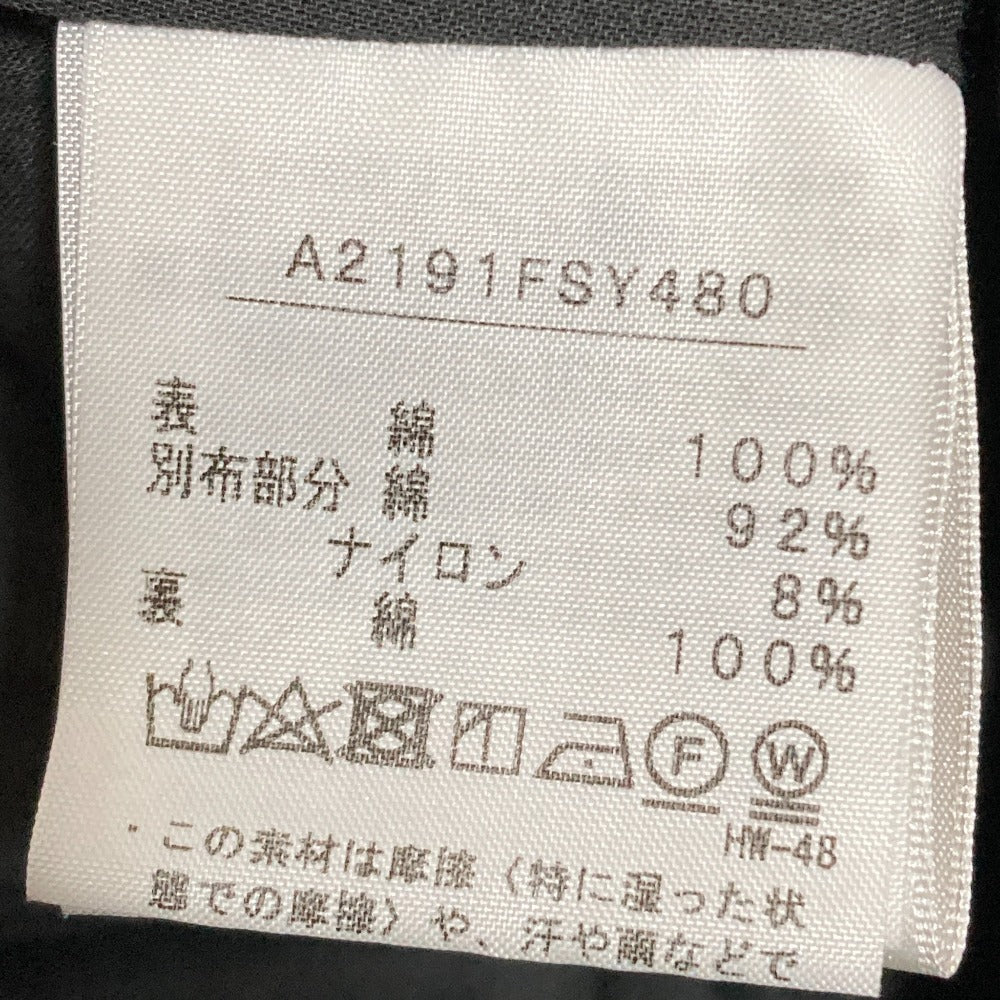 A2191FSY480
表 綿 100%
別布部分 綿 92%
ナイロン 8%
裏 綿 100%
F W
HW-48
・この素材は摩擦〈特に湿った状
態での摩擦〉や、汗や雨などで